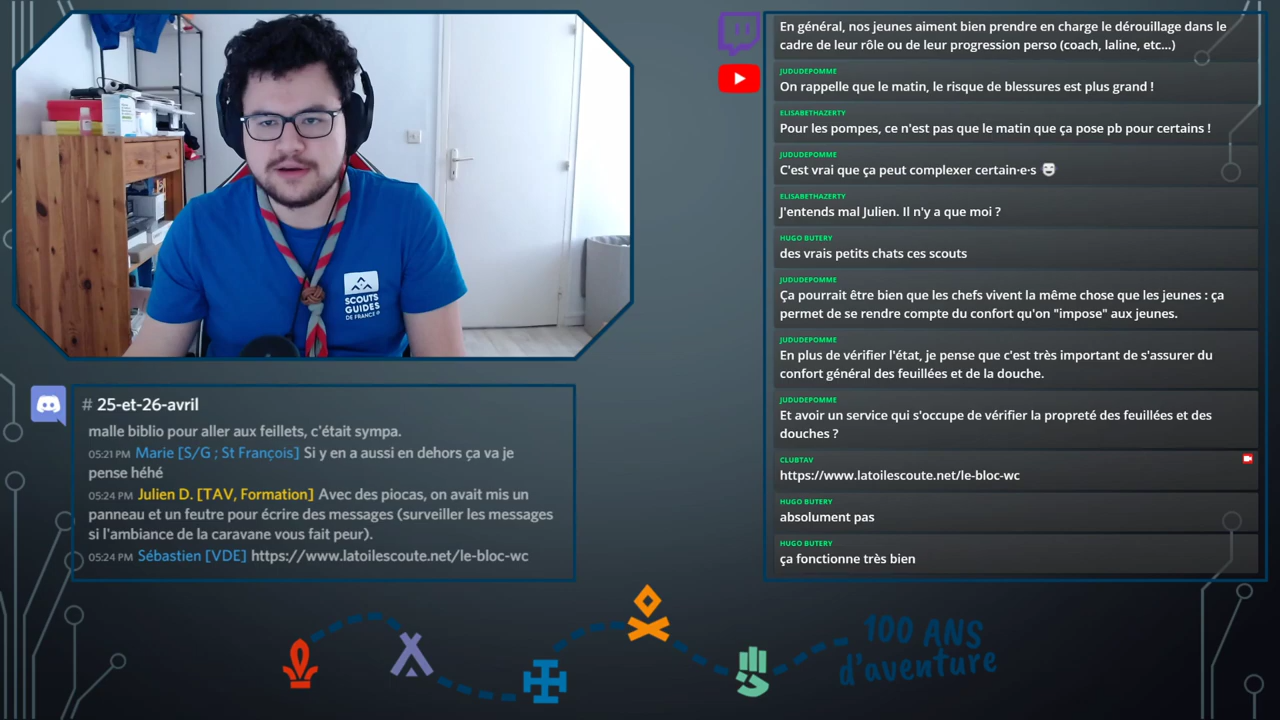 SCOUTS
GUIDES
DE FRANCE
# 25-et-26-avril
malle biblio pour aller aux feillets, c'était sympa.
05:21 PM Marie [S/G ; St François] Si y en a aussi en dehors ça va je
pense héhé
05:24 PM Julien D. [TAV, Formation] Avec des piocas, on avait mis un
panneau et un feutre pour écrire des messages (surveiller les messages
si l'ambiance de la caravane vous fait peur).
05:24 PM Sébastien [VDE] https://www.latoilescoute.net/le-bloc-wc
En général, nos jeunes aiment bien prendre en charge le dérouillage dans le
cadre de leur rôle ou de leur progression perso (coach, laline, etc...)
JUDUDEPOMME
On rappelle que le matin, le risque de blessures est plus grand !
ELISABETHAZERTY
Pour les pompes, ce n'est pas que le matin que ça pose pb pour certains !
JUDUDEPOMME
C'est vrai que ça peut complexer certain·e·s
ELISABETHAZERTY
J'entends mal Julien. Il n'y a que moi ?
HUGO BUTERY
des vrais petits chats ces scouts
JUDUDEPOMME
Ça pourrait être bien que les chefs vivent la même chose que les jeunes : ça
permet de se rendre compte du confort qu'on "impose" aux jeunes.
JUDUDEPOMME
En plus de vérifier l'état, je pense que c'est très important de s'assurer du
confort général des feuillées et de la douche.
JUDUDEPOMME
Et avoir un service qui s'occupe de vérifier la propreté des feuillées et des
douches ?
CLUBTAV
https://www.latoilescoute.net/le-bloc-wc
HUGO BUTERY
absolument pas
HUGO BUTERY
ça fonctionne très bien
100 ANS
d'aventure